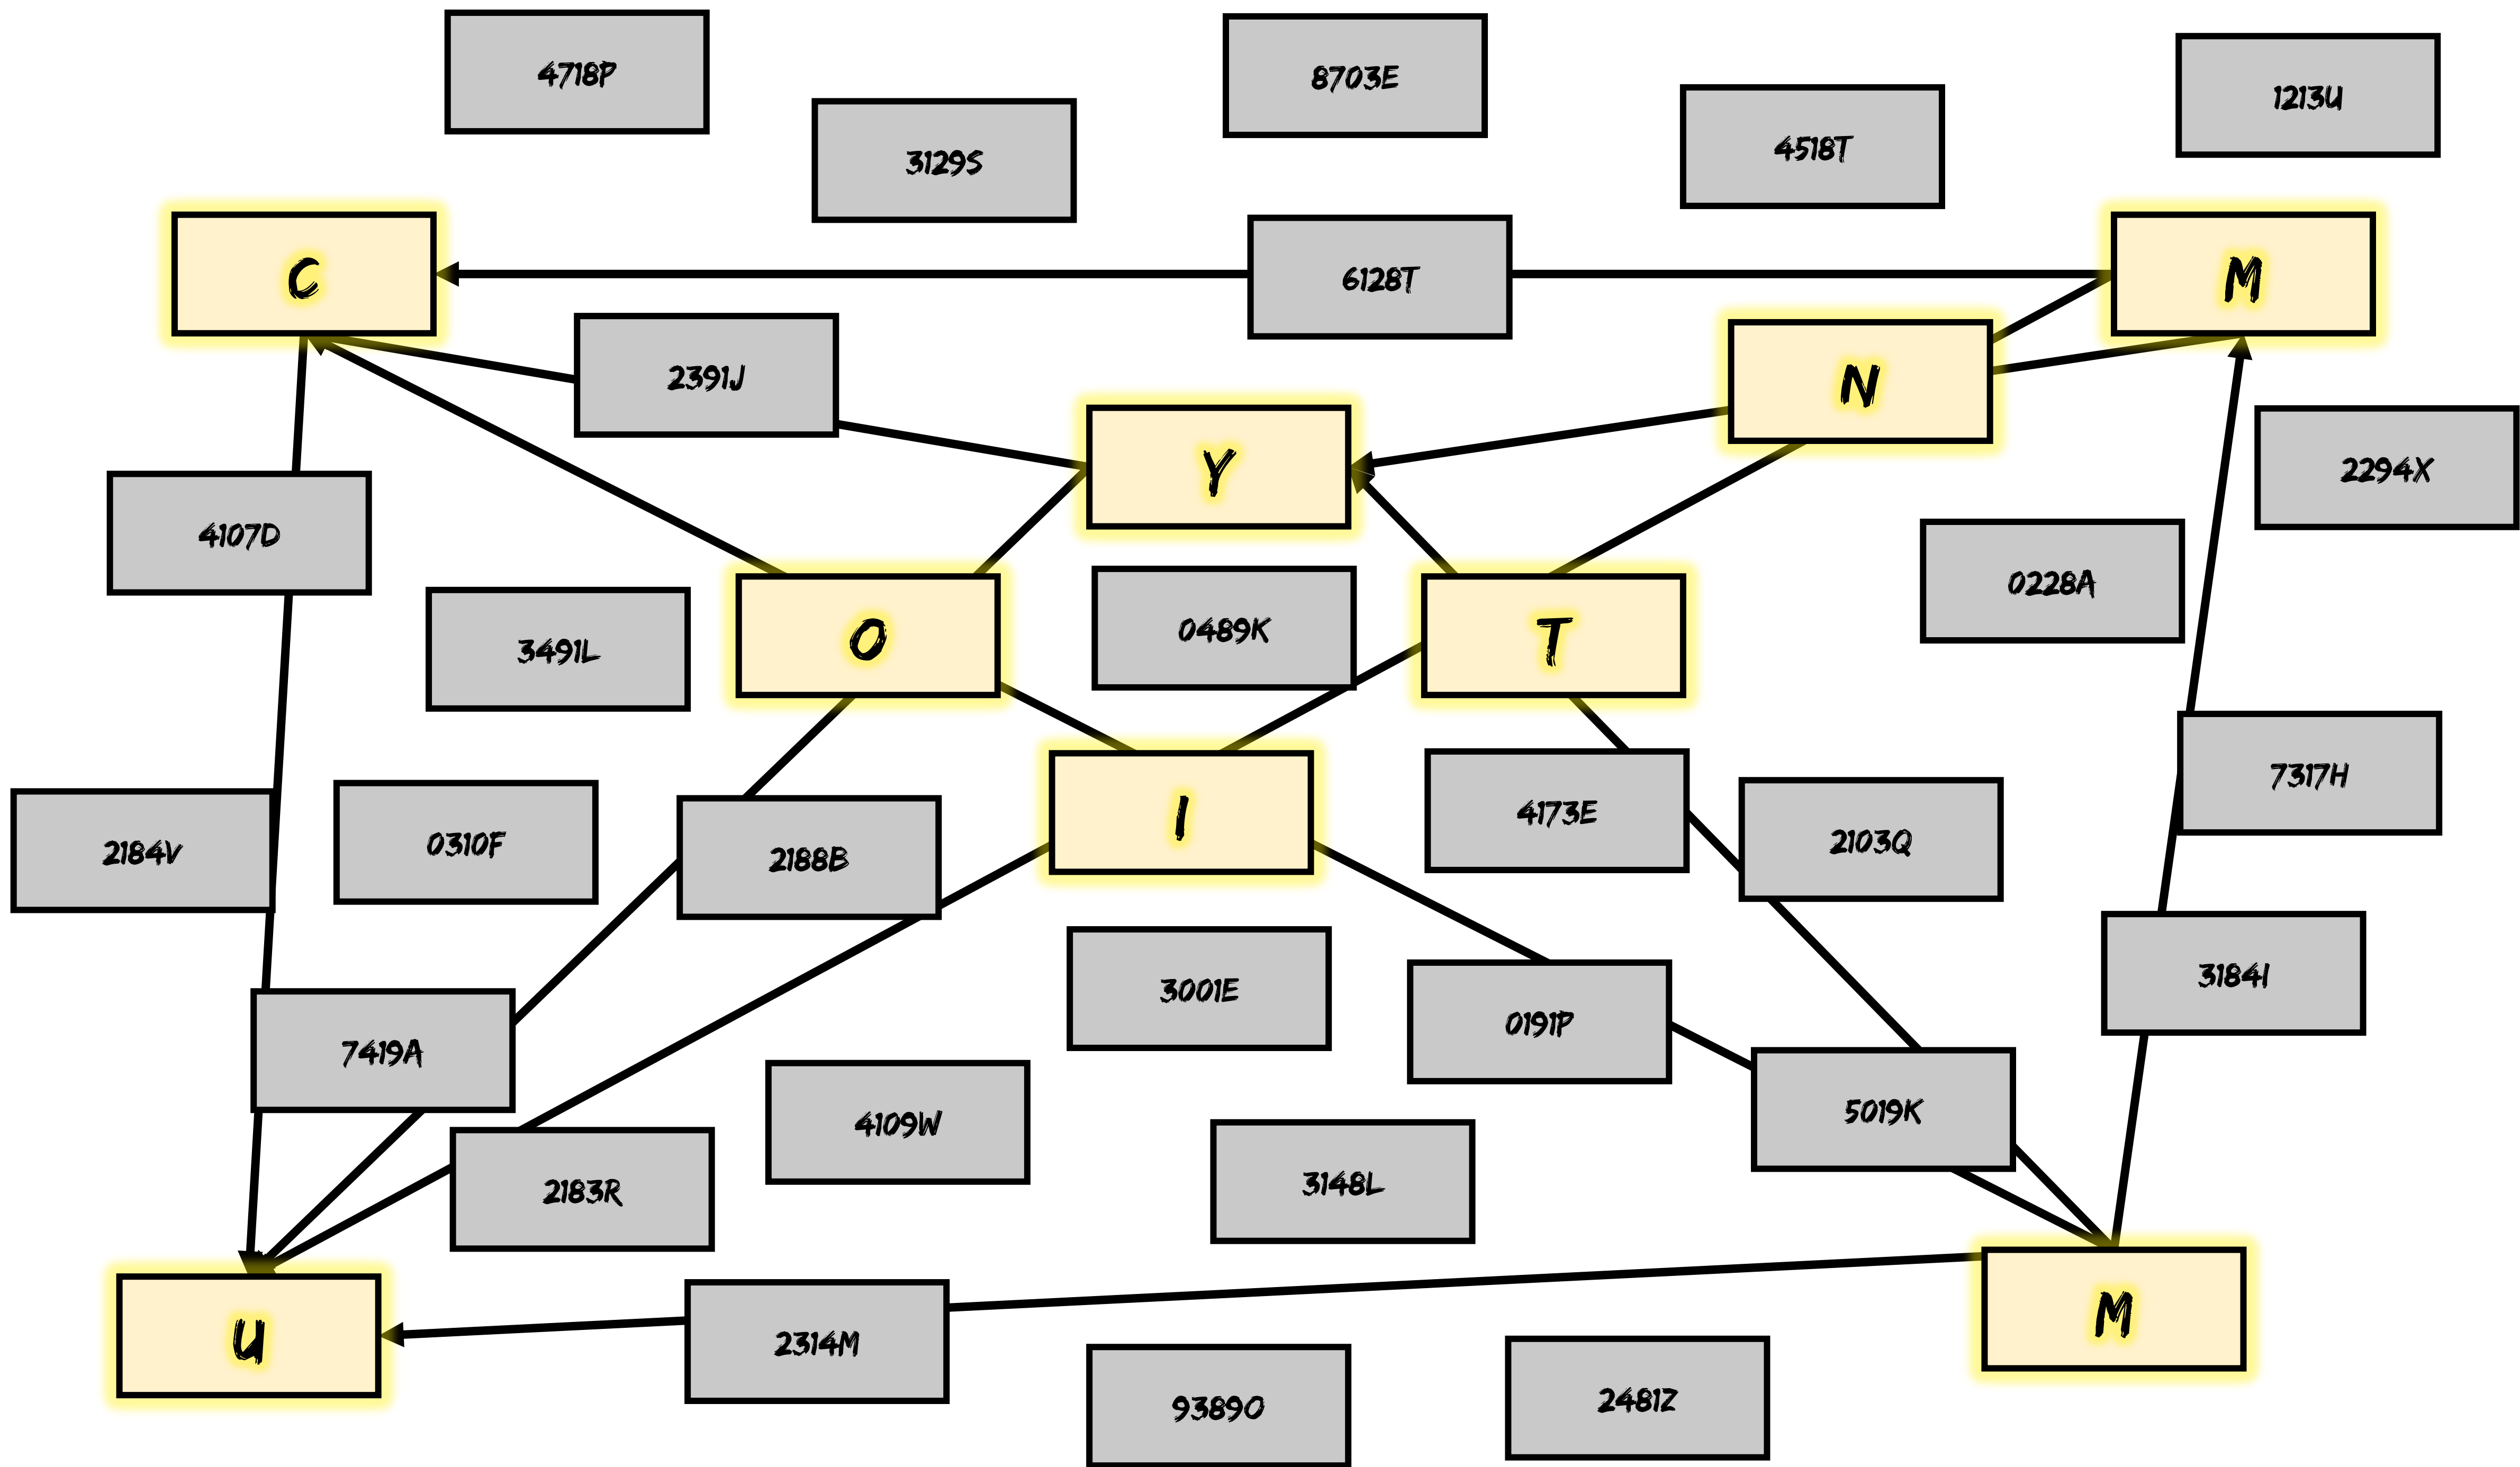 4718P
8703E
1213U
3129S
4518T
C
6128T
M
2391J
N
Y
2294X
4107D
0228A
3491L
O
0489K
T
7317H
2184V
0310F
2188B
I
4173E
2103Q
3184I
3001E
0191P
7419A
5019K
4109W
2183R
3148L
U
2314M
M
9389O
2481Z